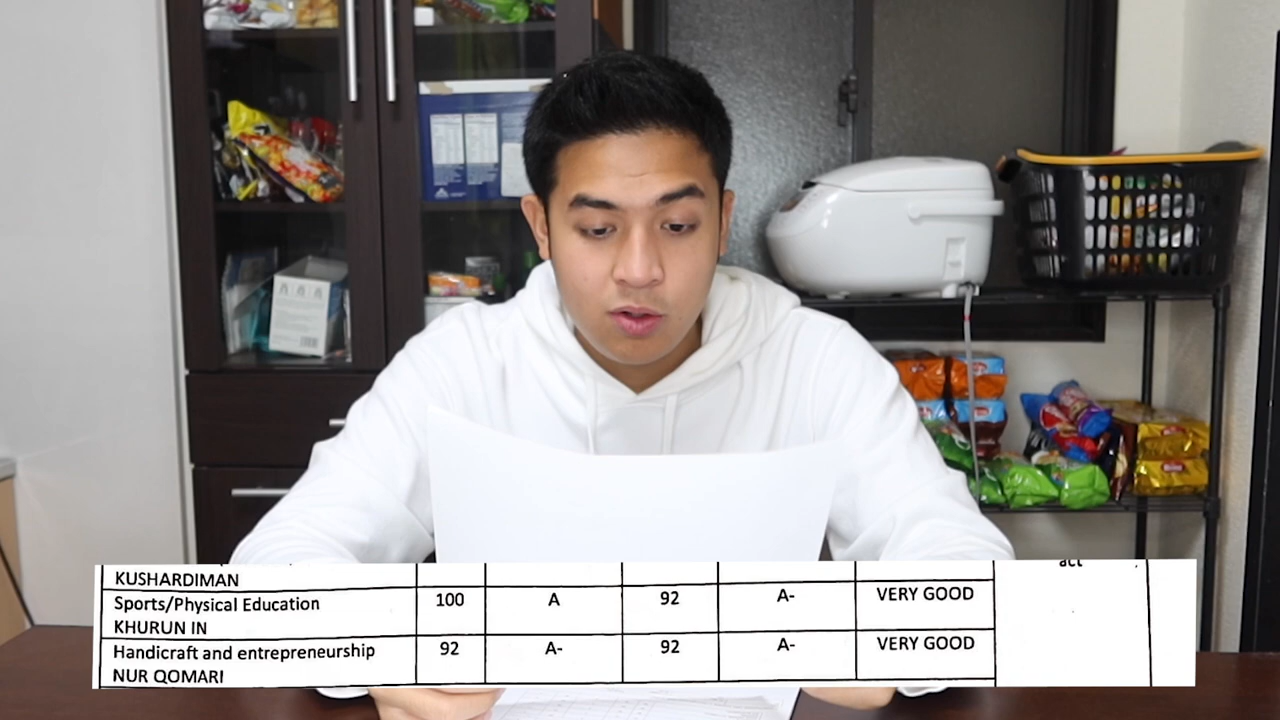 act
KUSHARDIMAN
Sports/Physical Education 100 A 92 A- VERY GOOD
KHURUN IN
Handicraft and entrepreneurship 92 A- 92 A- VERY GOOD
NUR QOMARI